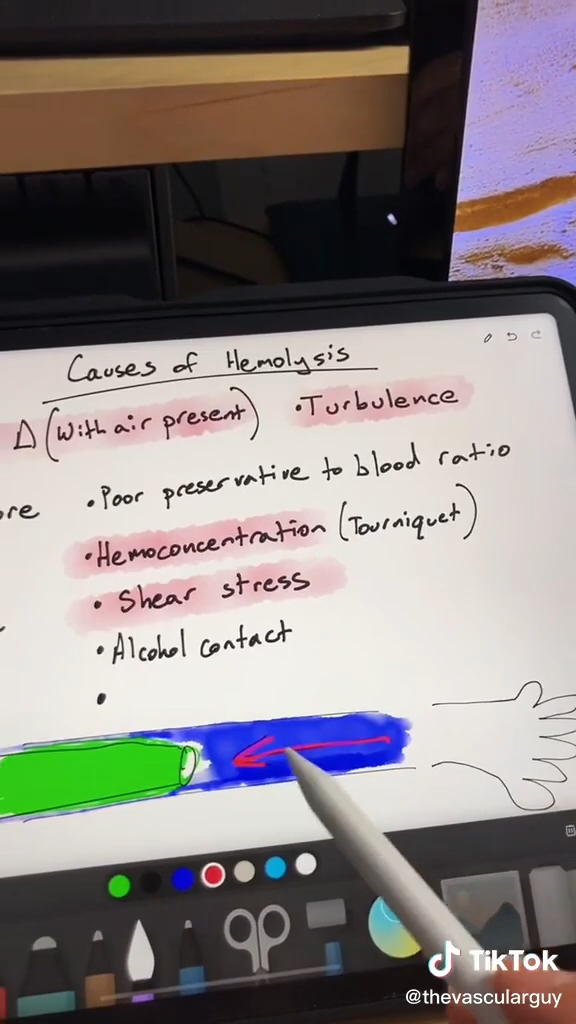 Causes of Hemolysis
Δ (With air present)
• Turbulence
ore
• Poor preservative to blood ratio
• Hemoconcentration (Tourniquet)
• Shear stress
• Alcohol contact
•
TikTok
@thevascularguy